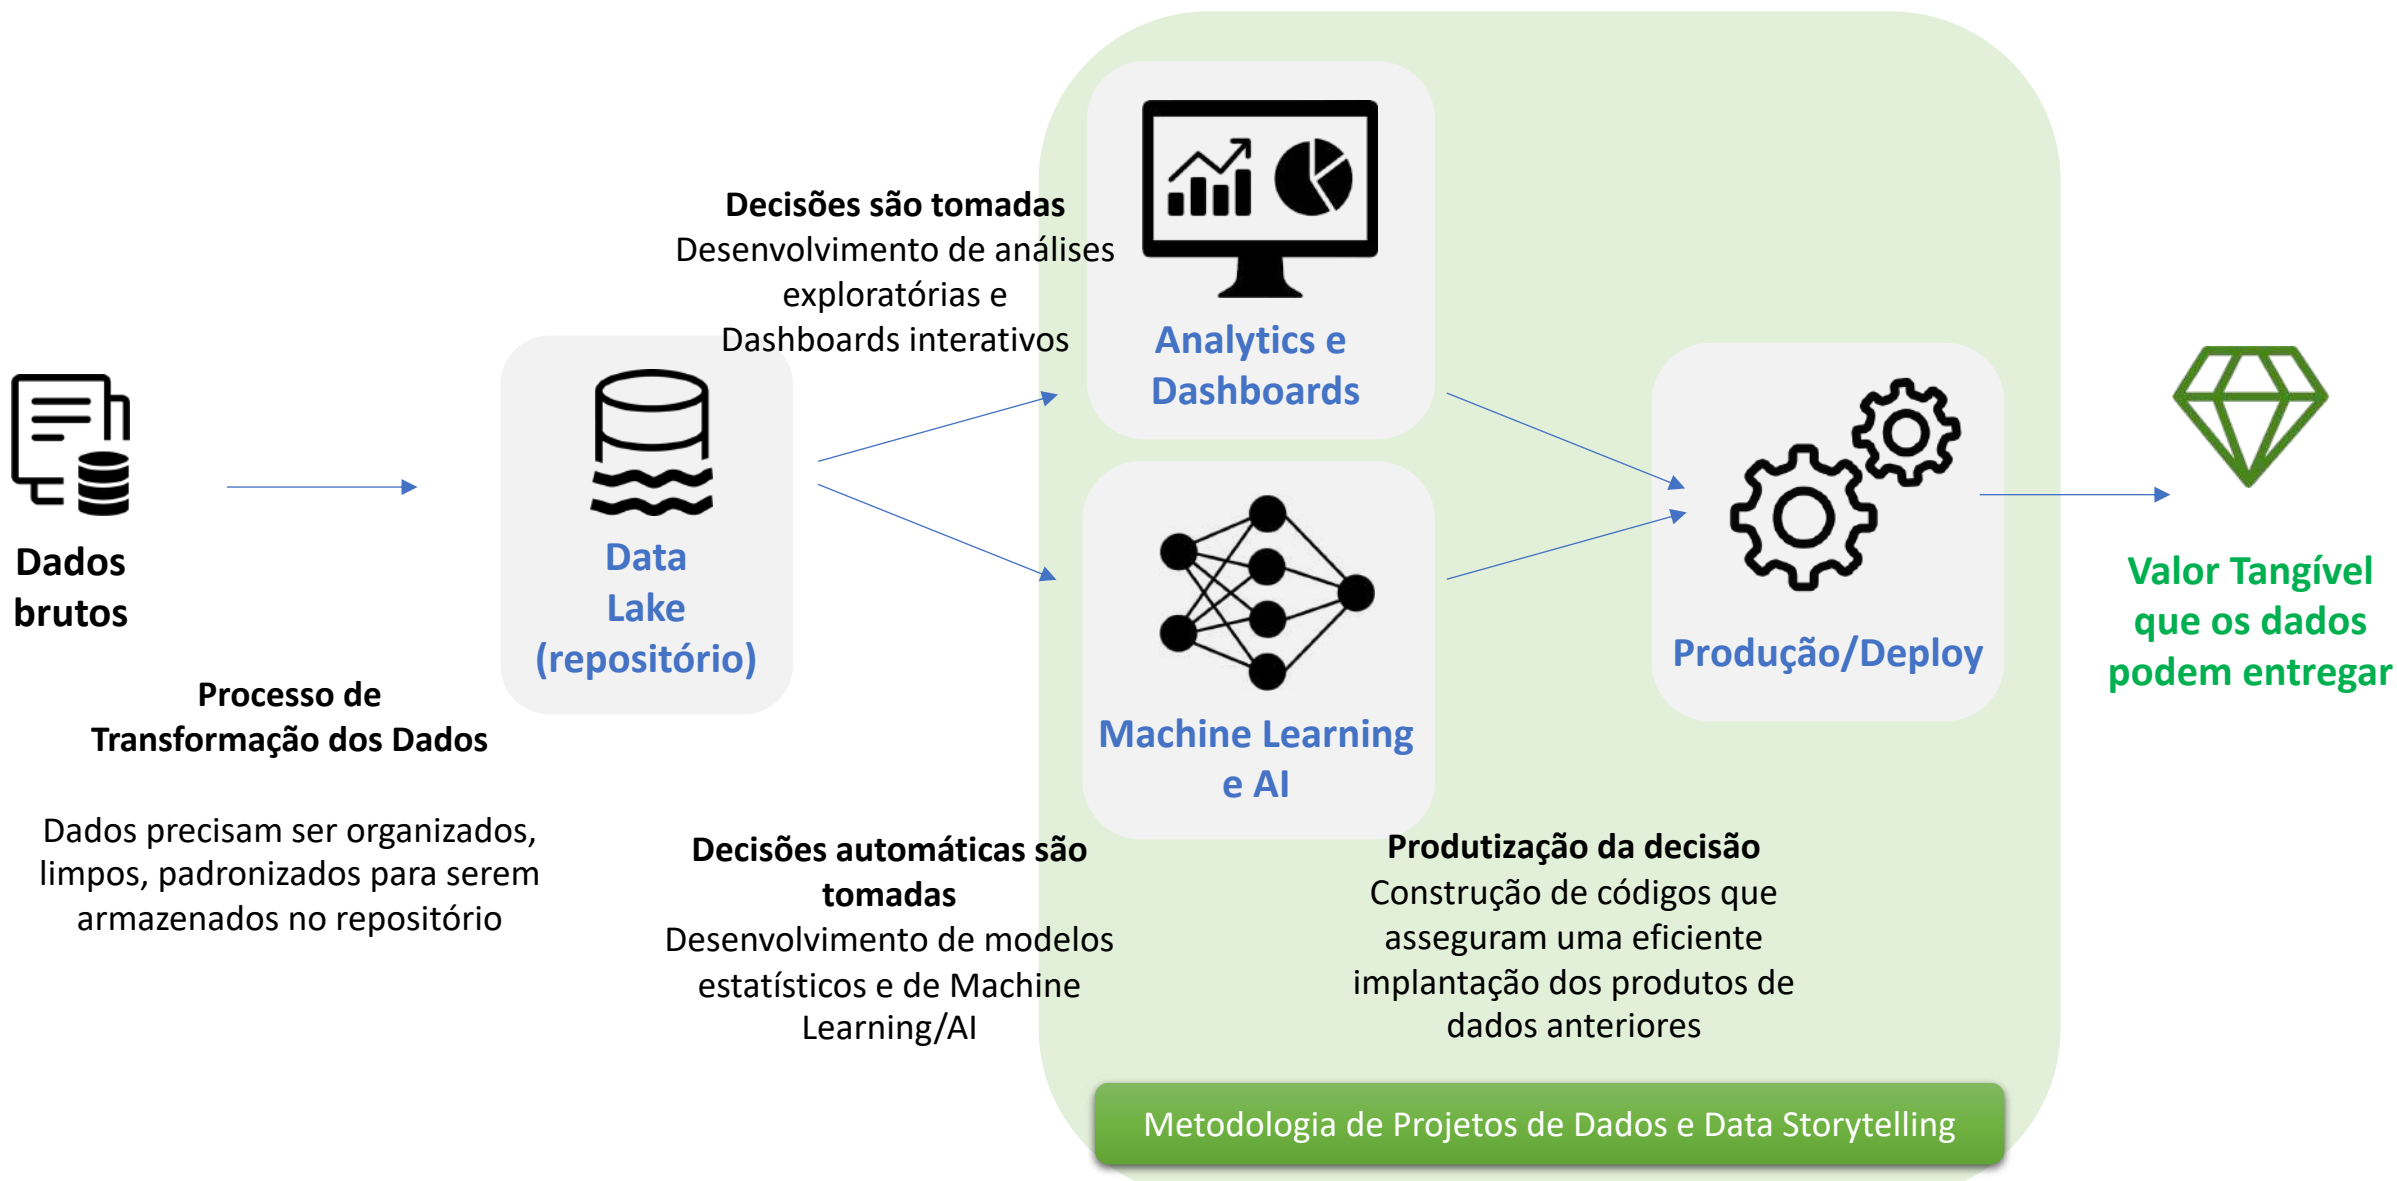 Dados
brutos
Processo de
Transformação dos Dados
Dados precisam ser organizados,
limpos, padronizados para serem
armazenados no repositório
Data
Lake
(repositório)
Decisões são tomadas
Desenvolvimento de análises
exploratórias e
Dashboards interativos
Analytics e
Dashboards
Machine Learning
e AI
Decisões automáticas são
tomadas
Desenvolvimento de modelos
estatísticos e de Machine
Learning/AI
Produção/Deploy
Produtização da decisão
Construção de códigos que
asseguram uma eficiente
implantação dos produtos de
dados anteriores
Metodologia de Projetos de Dados e Data Storytelling
Valor Tangível
que os dados
podem entregar